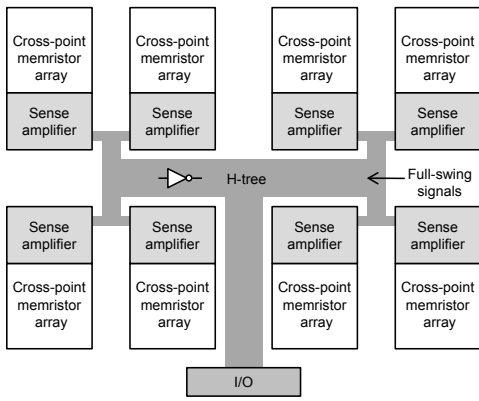 Cross-point
memristor
array
Cross-point
memristor
array
Cross-point
memristor
array
Cross-point
memristor
array
Sense
amplifier
Sense
amplifier
Sense
amplifier
Sense
amplifier
H-tree
Full-swing
signals
Sense
amplifier
Sense
amplifier
Sense
amplifier
Sense
amplifier
Cross-point
memristor
array
Cross-point
memristor
array
Cross-point
memristor
array
Cross-point
memristor
array
I/O